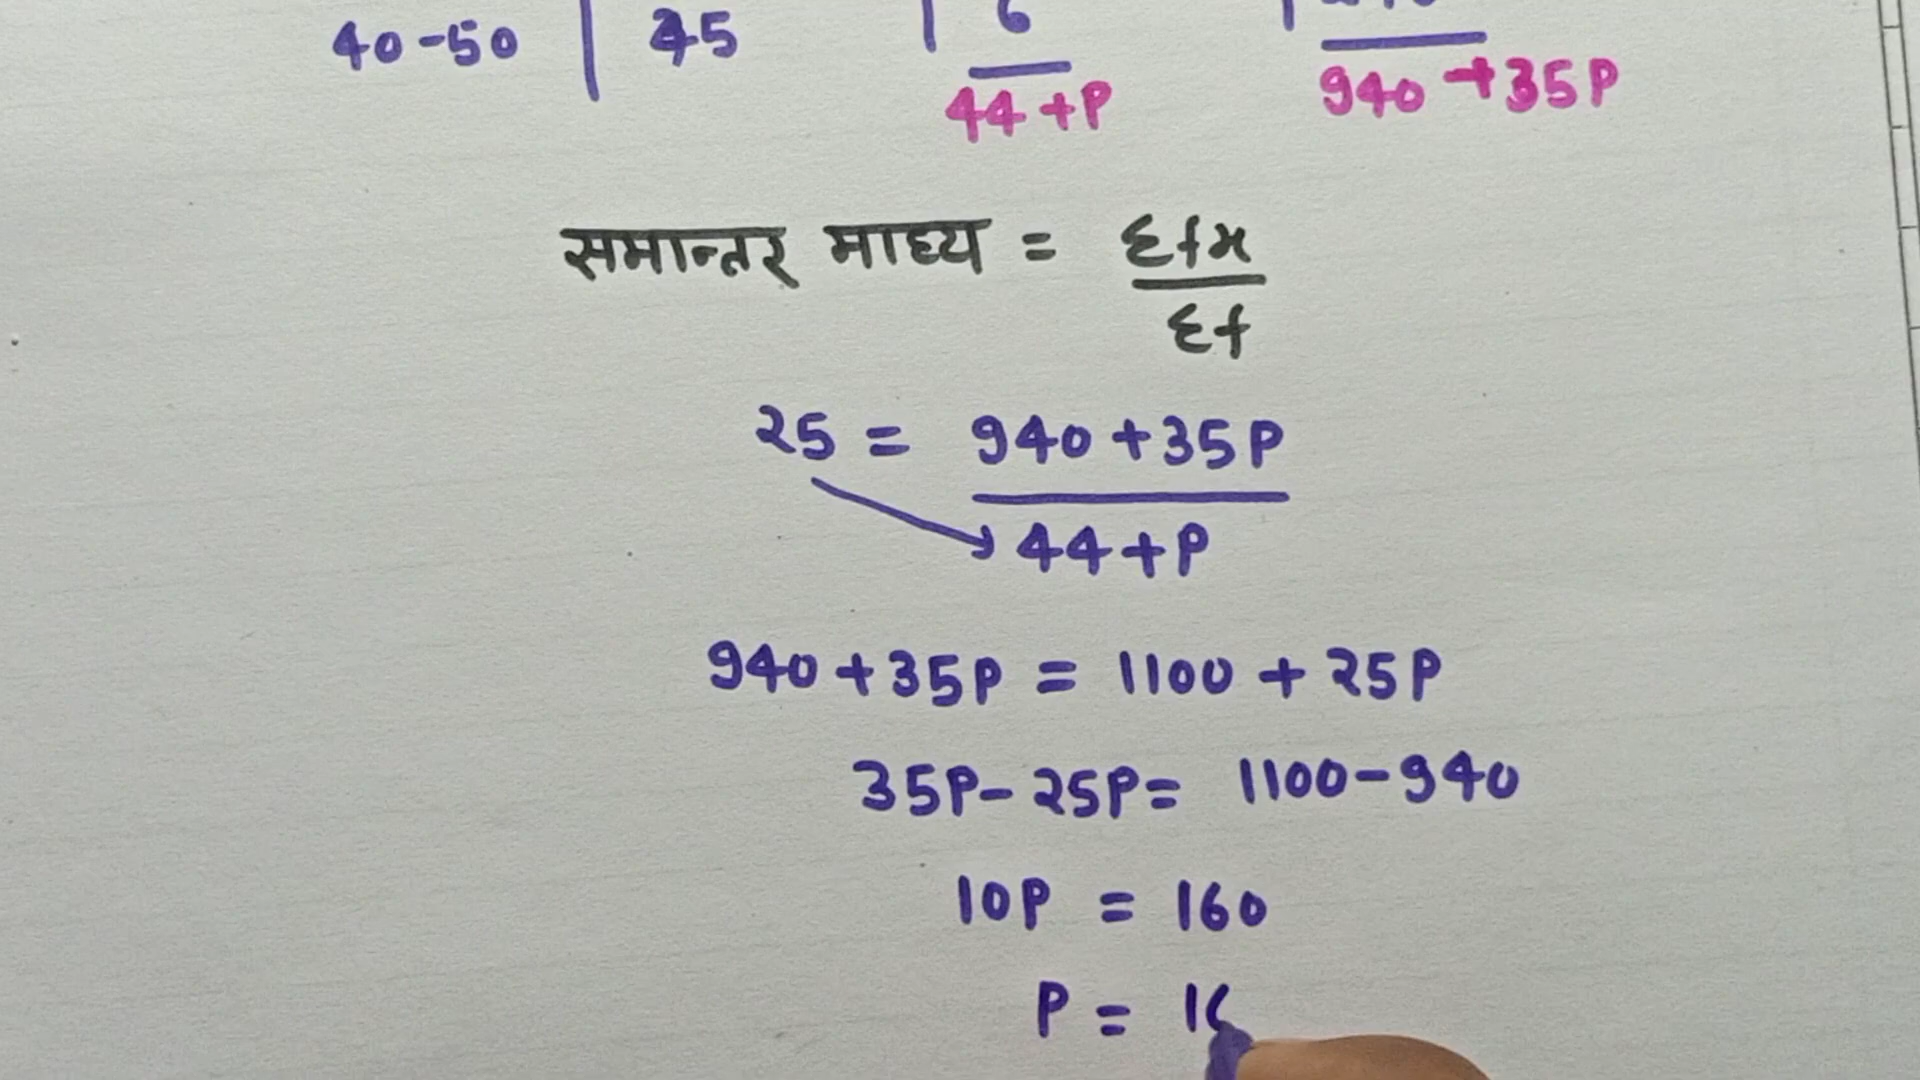 40-50 45 6
44+P 940+35P
समान्तर माध्य = Σfx
Σf
25 = 940+35P
44+P
940+35P = 1100+25P
35P-25P= 1100-940
10P = 160
P = 16